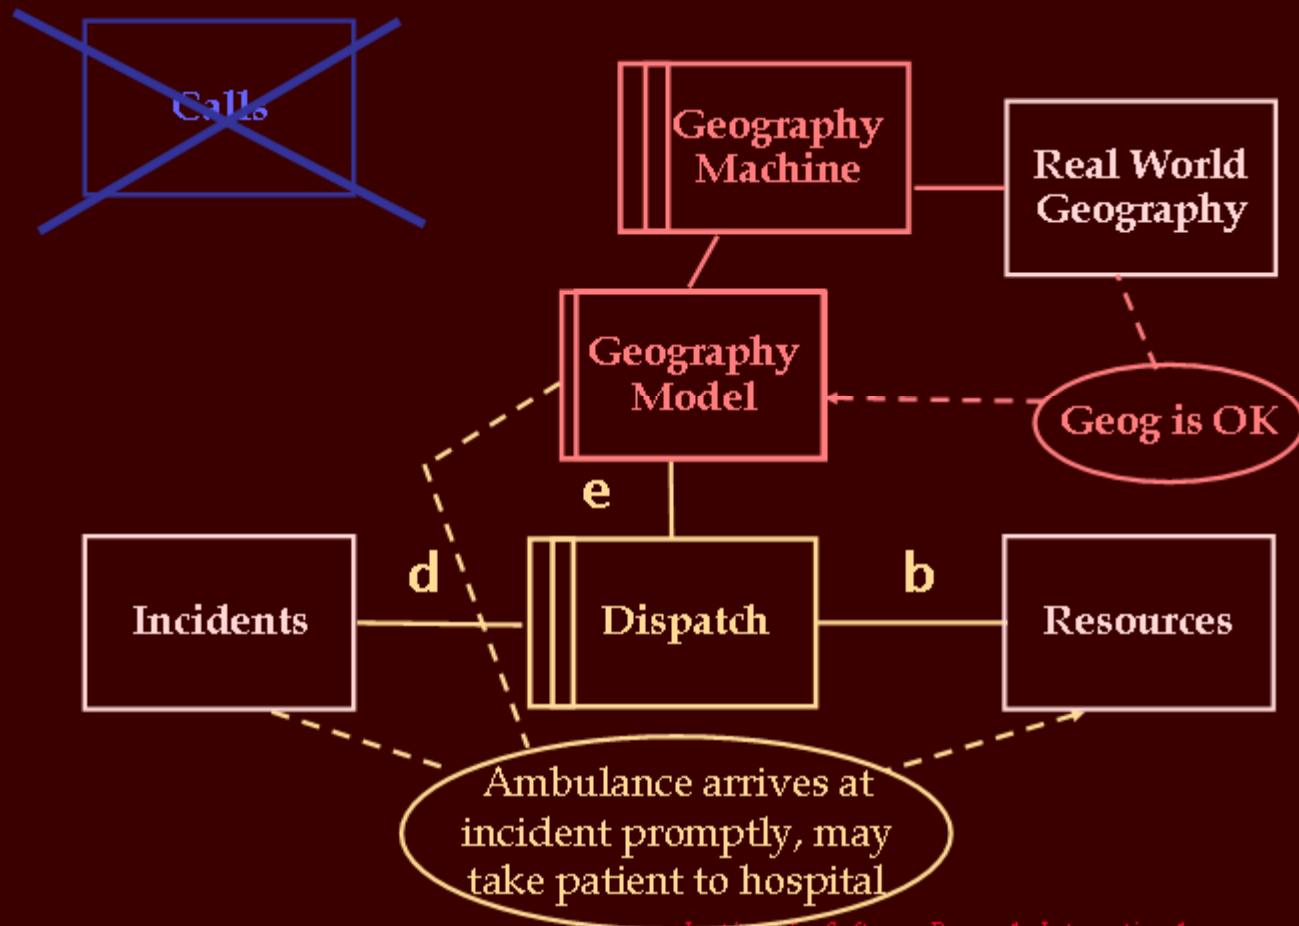 Calls
Geography
Machine
Real World
Geography
Geography
Model
Geog is OK
e
Incidents
d
Dispatch
b
Resources
Ambulance arrives at
incident promptly, may
take patient to hospital